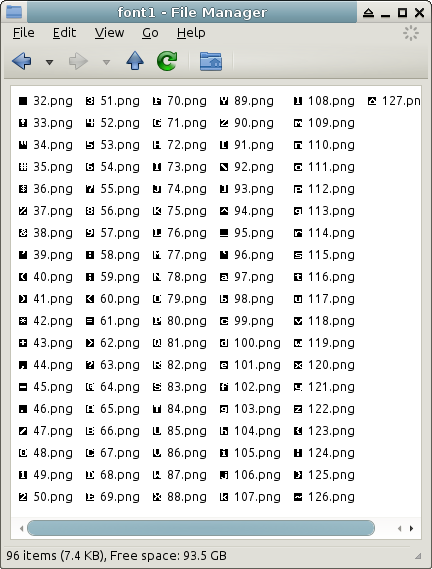 font1 - File Manager
File Edit View Go Help
32.png 51.png 70.png 89.png 108.png 127.pn
33.png 52.png 71.png 90.png 109.png
34.png 53.png 72.png 91.png 110.png
35.png 54.png 73.png 92.png 111.png
36.png 55.png 74.png 93.png 112.png
37.png 56.png 75.png 94.png 113.png
38.png 57.png 76.png 95.png 114.png
39.png 58.png 77.png 96.png 115.png
40.png 59.png 78.png 97.png 116.png
41.png 60.png 79.png 98.png 117.png
42.png 61.png 80.png 99.png 118.png
43.png 62.png 81.png 100.png 119.png
44.png 63.png 82.png 101.png 120.png
45.png 64.png 83.png 102.png 121.png
46.png 65.png 84.png 103.png 122.png
47.png 66.png 85.png 104.png 123.png
48.png 67.png 86.png 105.png 124.png
49.png 68.png 87.png 106.png 125.png
50.png 69.png 88.png 107.png 126.png
96 items (7.4 KB), Free space: 93.5 GB